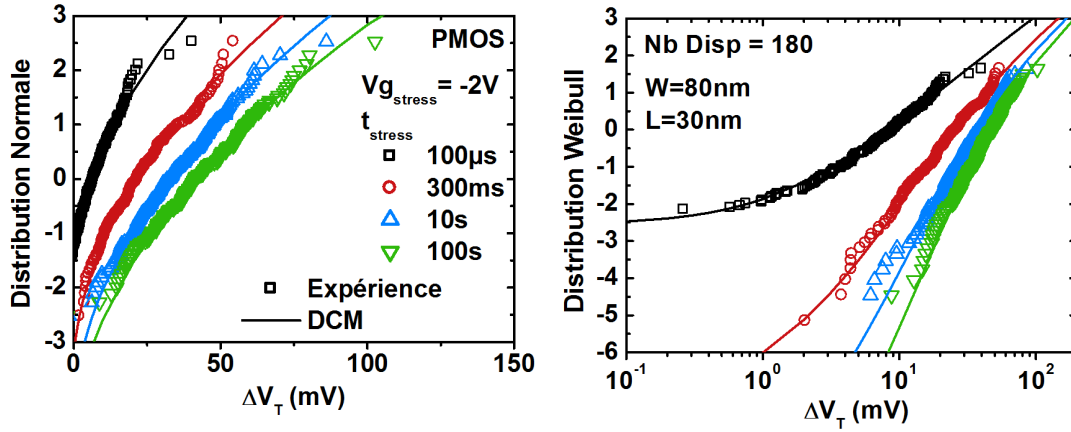 Distribution Normale
3
2
1
0
-1
-2
-3
0
50
100
150
ΔVT (mV)
PMOS
Vgstress = -2V
tstress
100µs
300ms
10s
100s
Expérience
DCM
Distribution Weibull
3
2
1
0
-1
-2
-3
-4
-5
-6
10-1
100
101
102
ΔVT (mV)
Nb Disp = 180
W=80nm
L=30nm